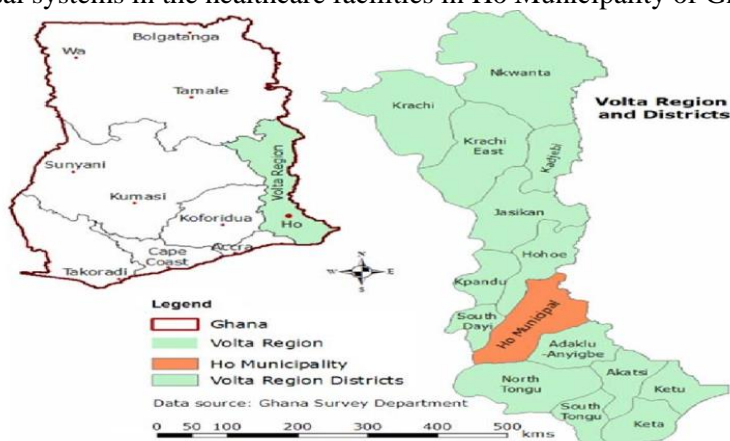 al systems in the healthcare facilities in Ho Municipality of G
Bolgatanga
Wa
Tamale
Sunyani
Kumasi
Koforidua
Volta Region
Ho
Cape
Coast
Accra
Takoradi
N
W E
S
Legend
Ghana
Volta Region
Ho Municipality
Volta Region Districts
Data source: Ghana Survey Department
0 50 100 200 300 400 500
kms
Volta Region
and Districts
Nkwanta
Krachi
Krachi
East
Kadjebi
Jasikan
Hohoe
Kpandu
South
Dayi
Ho Municipal
Adaklu
-Anyigbe
North
Tongu
Akatsi
Ketu
South
Tongu
Keta